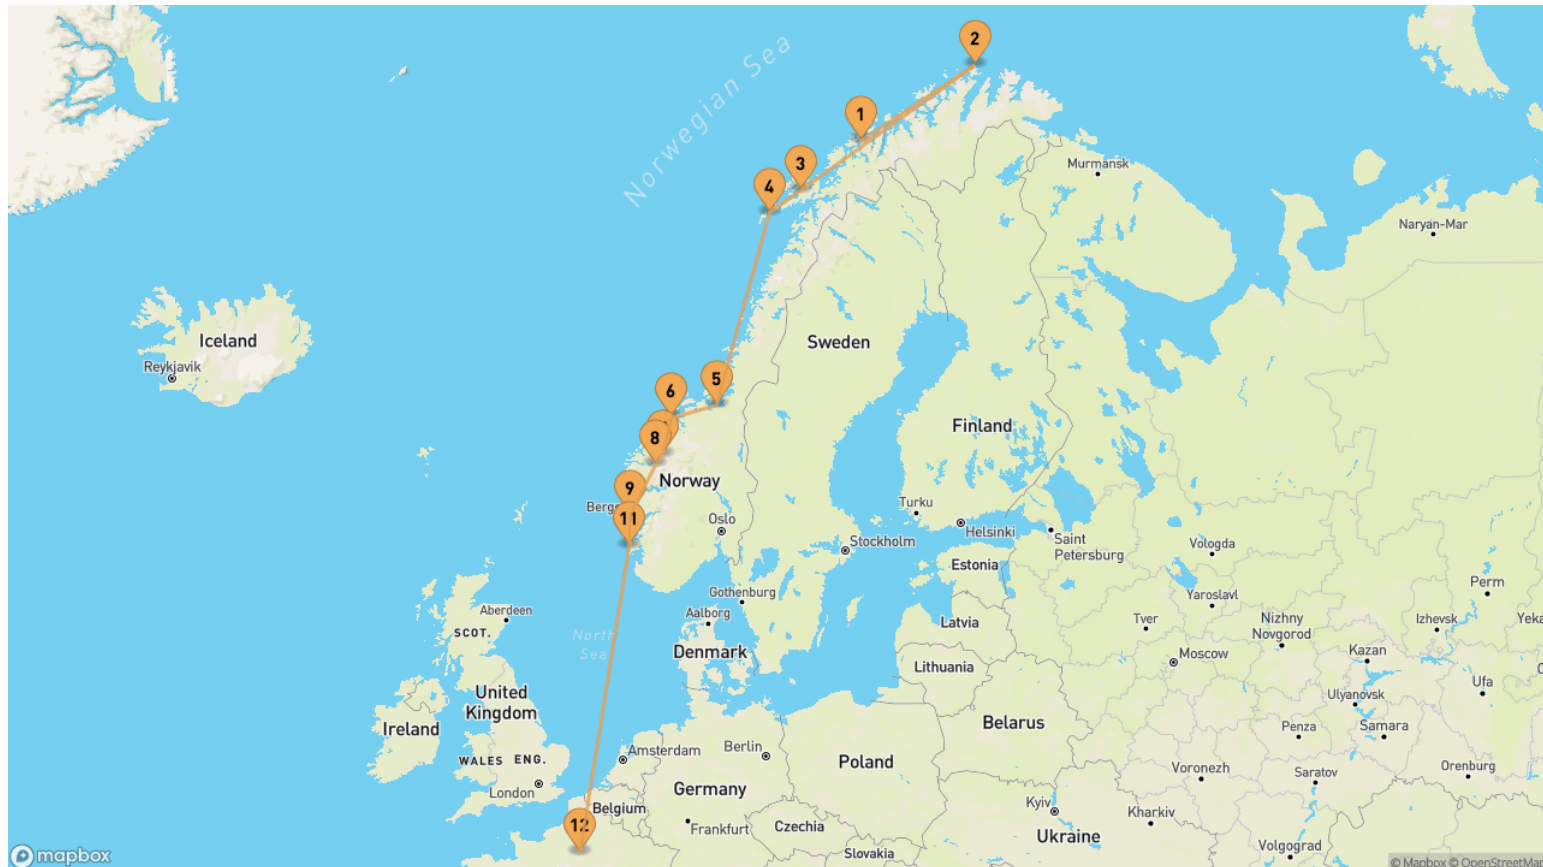 2
1
Norwegian Sea
3
Murmansk
4
Naryan-Mar
Iceland
Sweden
Reykjavik
5
6
Finland
8
Norway
9
Turku
11
Oslo
Helsinki
Saint
Petersburg
Stockholm
Vologda
Estonia
Perm
Gothenburg
Yaroslavl
Aberdeen
Aalborg
Tver
Nizhny
Novgorod
Izhevsk
Latvia
SCOT.
North
Sea
Denmark
Lithuania
Moscow
Kazan
Ufa
United
Kingdom
Ulyanovsk
Ireland
Belarus
Penza
Samara
Amsterdam
Berlin
WALES
ENG.
Poland
Voronezh
Saratov
Orenburg
London
Germany
Belgium
Kyiv
Kharkiv
12
Frankfurt
Czechia
Ukraine
Volgograd
Slovakia
mapbox
© Mapbox © OpenStreetMap